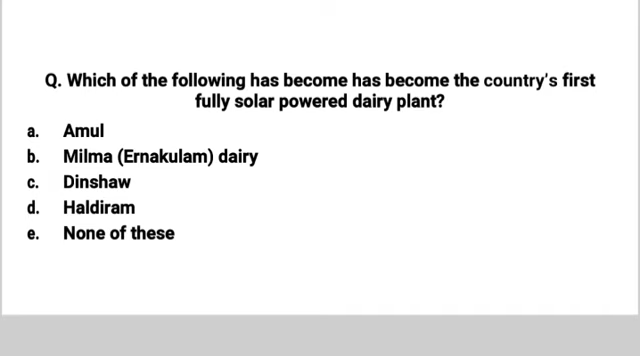 Q. Which of the following has become has become the country's first
fully solar powered dairy plant?
a. Amul
b. Milma (Ernakulam) dairy
c. Dinshaw
d. Haldiram
e. None of these